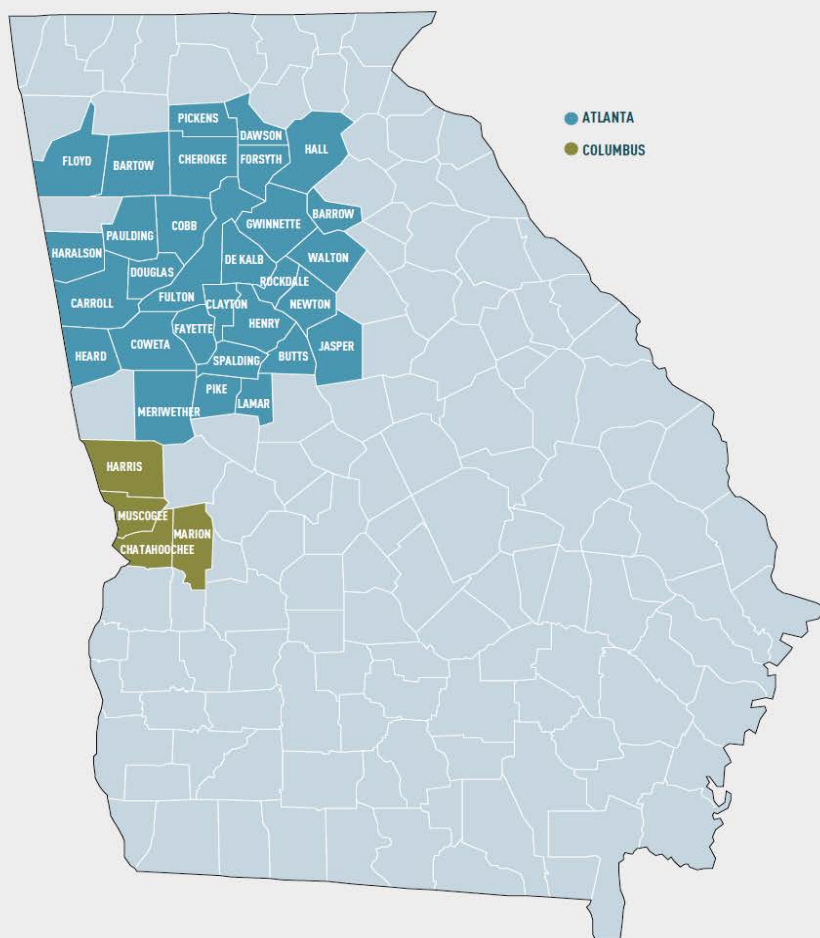 PICKENS
DAWSON
ATLANTA
HALL
COLUMBUS
FLOYD
BARTOW
CHEROKEE
FORSYTH
BARROW
GWINNETTE
COBB
PAULDING
HARALSON
DE KALB
WALTON
DOUGLAS
ROCKDALE
FULTON
CARROLL
CLAYTON
NEWTON
HENRY
FAYETTE
COWETA
JASPER
HEARD
SPALDING
BUTTS
PIKE
LAMAR
MERIWETHER
HARRIS
MUSCOGEE
MARION
CHATAHOOCHEE